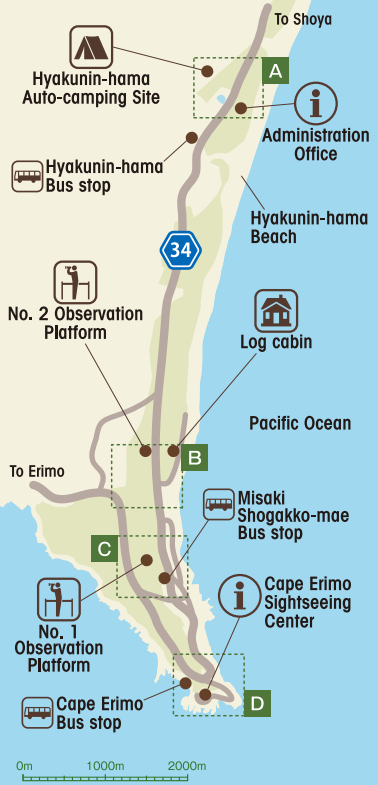 To Shoya
A
Hyakunin-hama
Auto-camping Site
Administration
Office
Hyakunin-hama
Bus stop
Hyakunin-hama
Beach
34
No. 2 Observation
Platform
Log cabin
Pacific Ocean
To Erimo
B
Misaki
Shogakko-mae
Bus stop
C
Cape Erimo
Sightseeing
Center
No. 1
Observation
Platform
Cape Erimo
Bus stop
D
0m
1000m
2000m